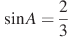 sinA = 2/3